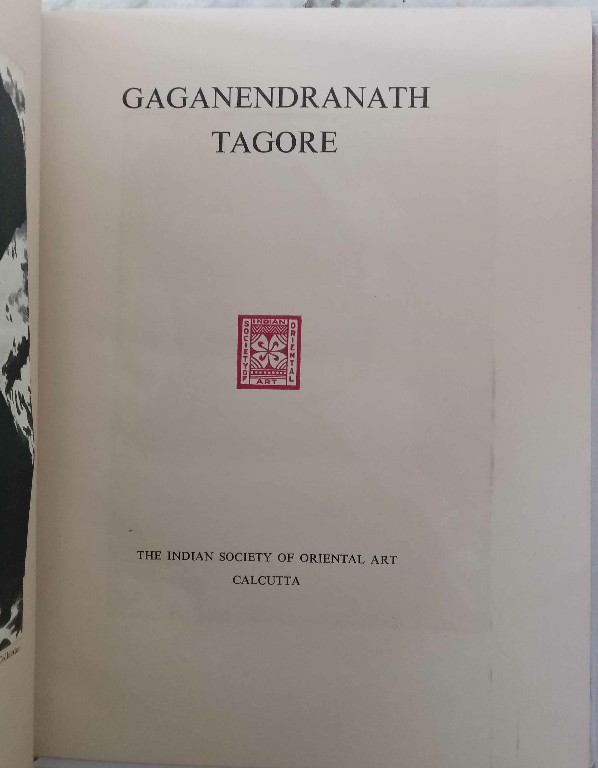 GAGANENDRANATH
TAGORE
INDIAN
SOCIETY OF
ORIENTAL
ART
THE INDIAN SOCIETY OF ORIENTAL ART
CALCUTTA